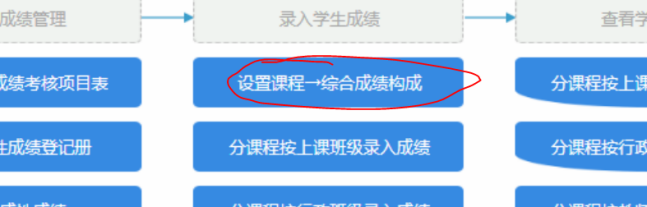 成绩管理
录入学生成绩
查看学
成绩考核项目表
设置课程→综合成绩构成
分课程按上课
性成绩登记册
分课程按上课班级录入成绩
分课程按行政